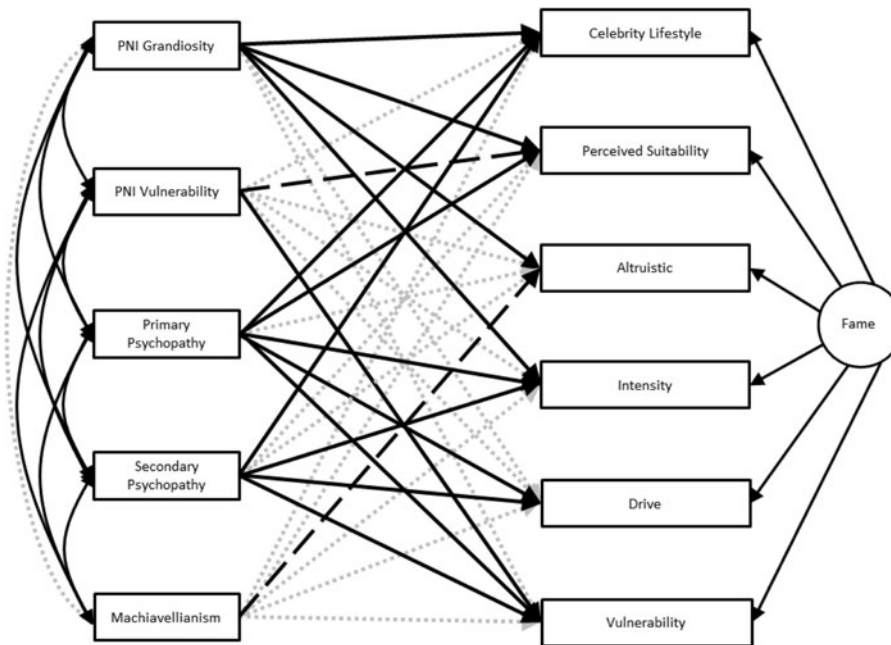 PNI Grandiosity
PNI Vulnerability
Primary
Psychopathy
Secondary
Psychopathy
Machiavellianism
Celebrity Lifestyle
Perceived Suitability
Altruistic
Intensity
Drive
Vulnerability
Fame